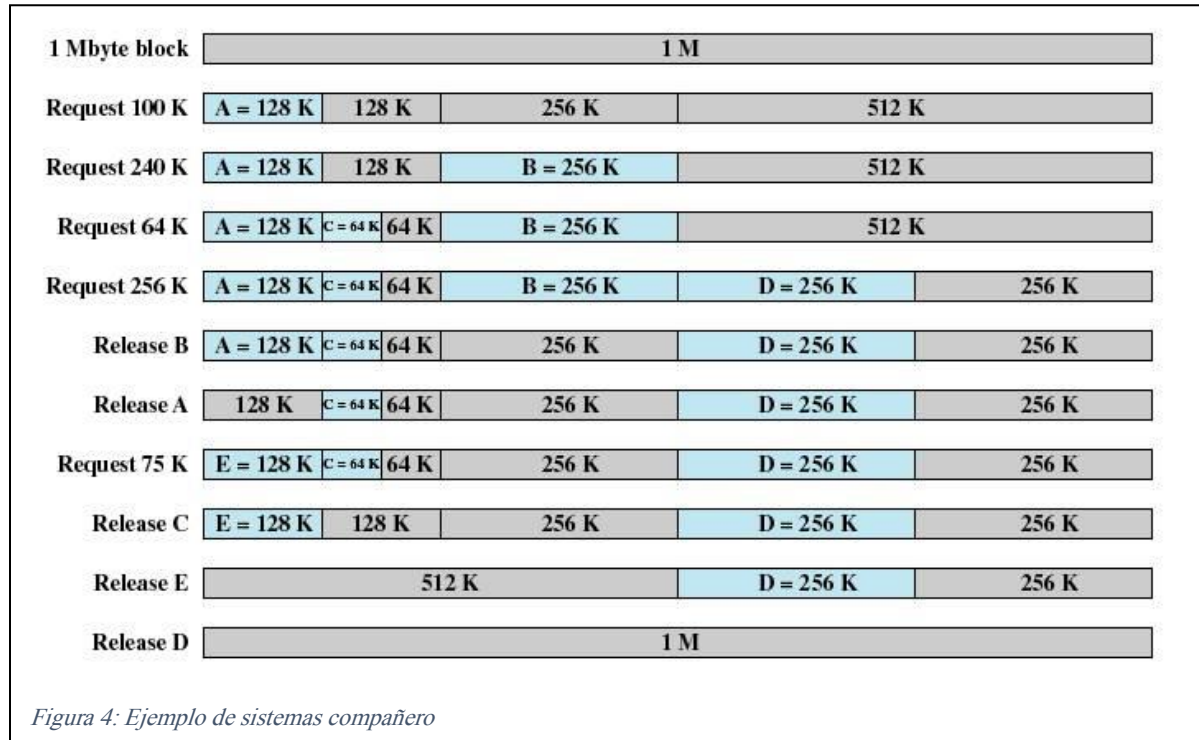 1 Mbyte block 1 M
Request 100 K A = 128 K 128 K 256 K 512 K
Request 240 K A = 128 K 128 K B = 256 K 512 K
Request 64 K A = 128 K C = 64 K 64 K B = 256 K 512 K
Request 256 K A = 128 K C = 64 K 64 K B = 256 K D = 256 K 256 K
Release B A = 128 K C = 64 K 64 K 256 K D = 256 K 256 K
Release A 128 K C = 64 K 64 K 256 K D = 256 K 256 K
Request 75 K E = 128 K C = 64 K 64 K 256 K D = 256 K 256 K
Release C E = 128 K 128 K 256 K D = 256 K 256 K
Release E 512 K D = 256 K 256 K
Release D 1 M
Figura 4: Ejemplo de sistemas compañero